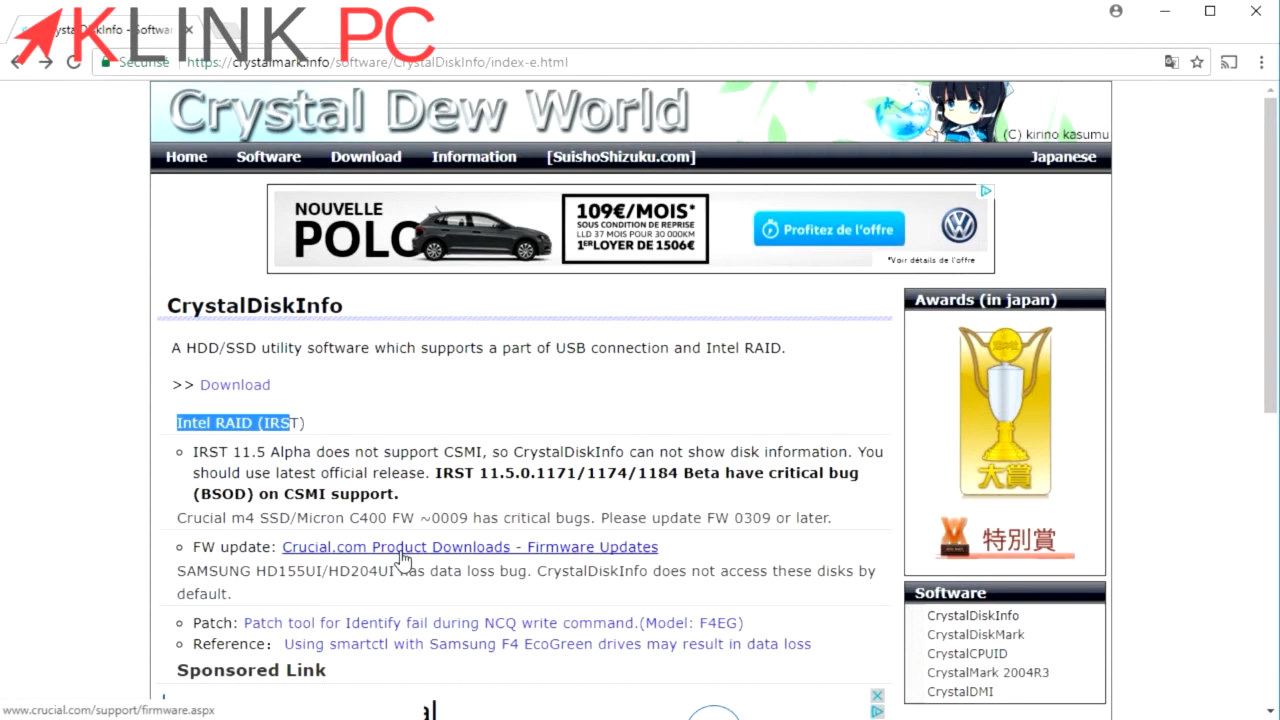 KLINK PC
stalDiskInfo - Softwar
Sécurisé
https://crystalmark.info/software/CrystalDiskInfo/index-e.html
Crystal Dew World
(C) kirino kasumu
Home Software Download Information [SuishoShizuku.com] Japanese
NOUVELLE
POLO
109€/MOIS*
SOUS CONDITION DE REPRISE
LLD 37 MOIS POUR 30 000KM
1ER LOYER DE 1506€
Profitez de l'offre
*Voir détails de l'offre
CrystalDiskInfo
A HDD/SSD utility software which supports a part of USB connection and Intel RAID.
>> Download
Intel RAID (IRST)
IRST 11.5 Alpha does not support CSMI, so CrystalDiskInfo can not show disk information. You
should use latest official release. IRST 11.5.0.1171/1174/1184 Beta have critical bug
(BSOD) on CSMI support.
Crucial m4 SSD/Micron C400 FW ~0009 has critical bugs. Please update FW 0309 or later.
FW update: Crucial.com Product Downloads - Firmware Updates
SAMSUNG HD155UI/HD204UI has data loss bug. CrystalDiskInfo does not access these disks by
default.
Patch: Patch tool for Identify fail during NCQ write command.(Model: F4EG)
Reference： Using smartctl with Samsung F4 EcoGreen drives may result in data loss
Sponsored Link
Awards (in japan)
大賞
特別賞
Software
CrystalDiskInfo
CrystalDiskMark
CrystalCPUID
CrystalMark 2004R3
CrystalDMI
www.crucial.com/support/firmware.aspx